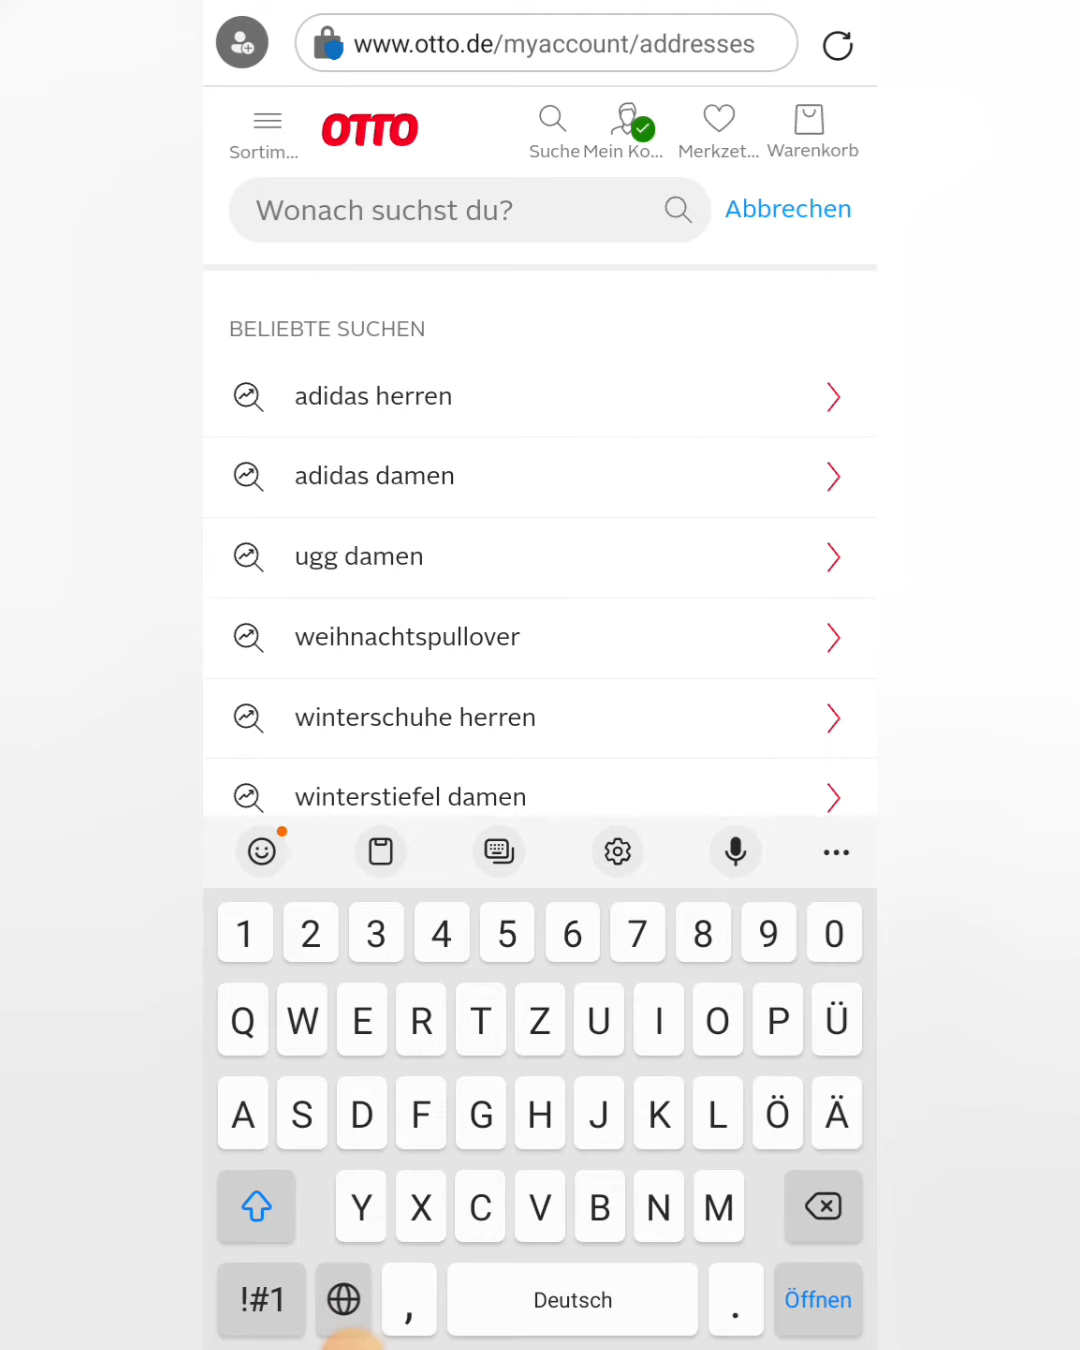 www.otto.de/myaccount/addresses
OTTO
Sortim... Suche Mein Ko... Merkzet... Warenkorb
Wonach suchst du? Abbrechen
BELIEBTE SUCHEN
adidas herren
adidas damen
ugg damen
weihnachtspullover
winterschuhe herren
winterstiefel damen
1 2 3 4 5 6 7 8 9 0
Q W E R T Z U I O P Ü
A S D F G H J K L Ö Ä
Y X C V B N M
!#1 , Deutsch . Öffnen